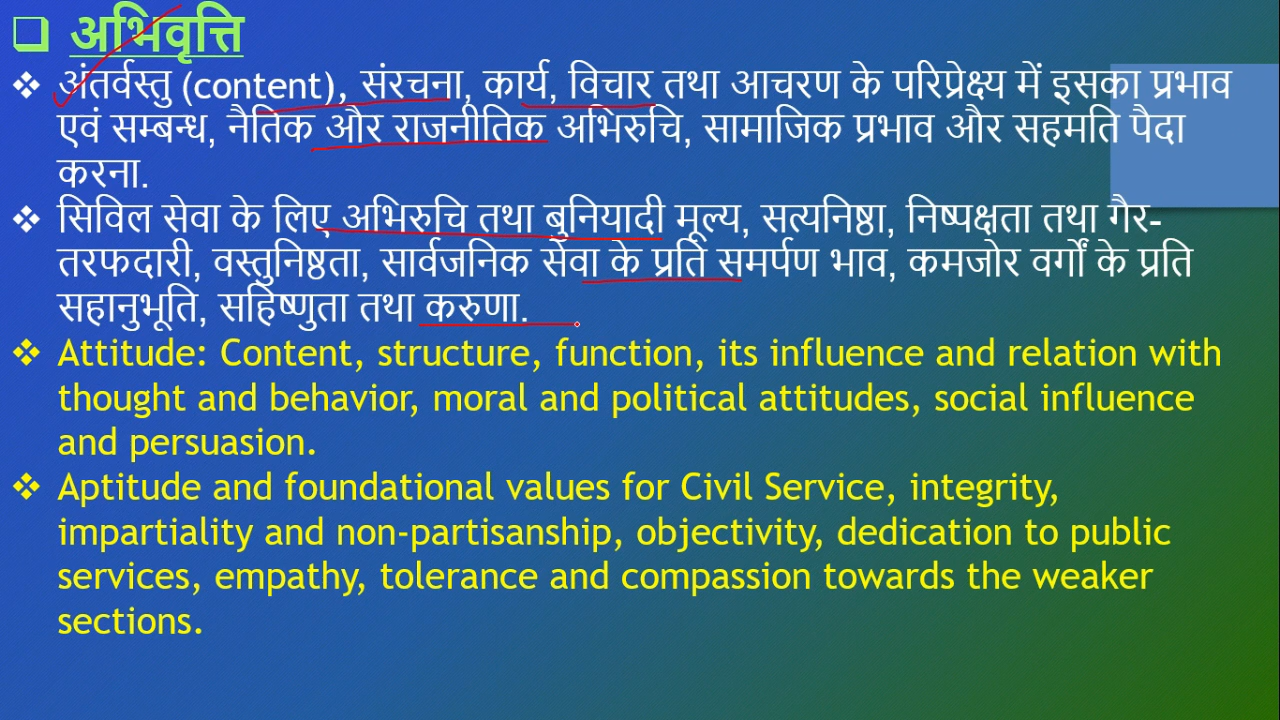 ❑ अभिवृत्ति
❖ अंतर्वस्तु (content), संरचना, कार्य, विचार तथा आचरण के परिप्रेक्ष्य में इसका प्रभाव
एवं सम्बन्ध, नैतिक और राजनीतिक अभिरुचि, सामाजिक प्रभाव और सहमति पैदा
करना.
❖ सिविल सेवा के लिए अभिरुचि तथा बुनियादी मूल्य, सत्यनिष्ठा, निष्पक्षता तथा गैर-
तरफदारी, वस्तुनिष्ठता, सार्वजनिक सेवा के प्रति समर्पण भाव, कमजोर वर्गों के प्रति
सहानुभूति, सहिष्णुता तथा करुणा.
❖ Attitude: Content, structure, function, its influence and relation with
thought and behavior, moral and political attitudes, social influence
and persuasion.
❖ Aptitude and foundational values for Civil Service, integrity,
impartiality and non-partisanship, objectivity, dedication to public
services, empathy, tolerance and compassion towards the weaker
sections.